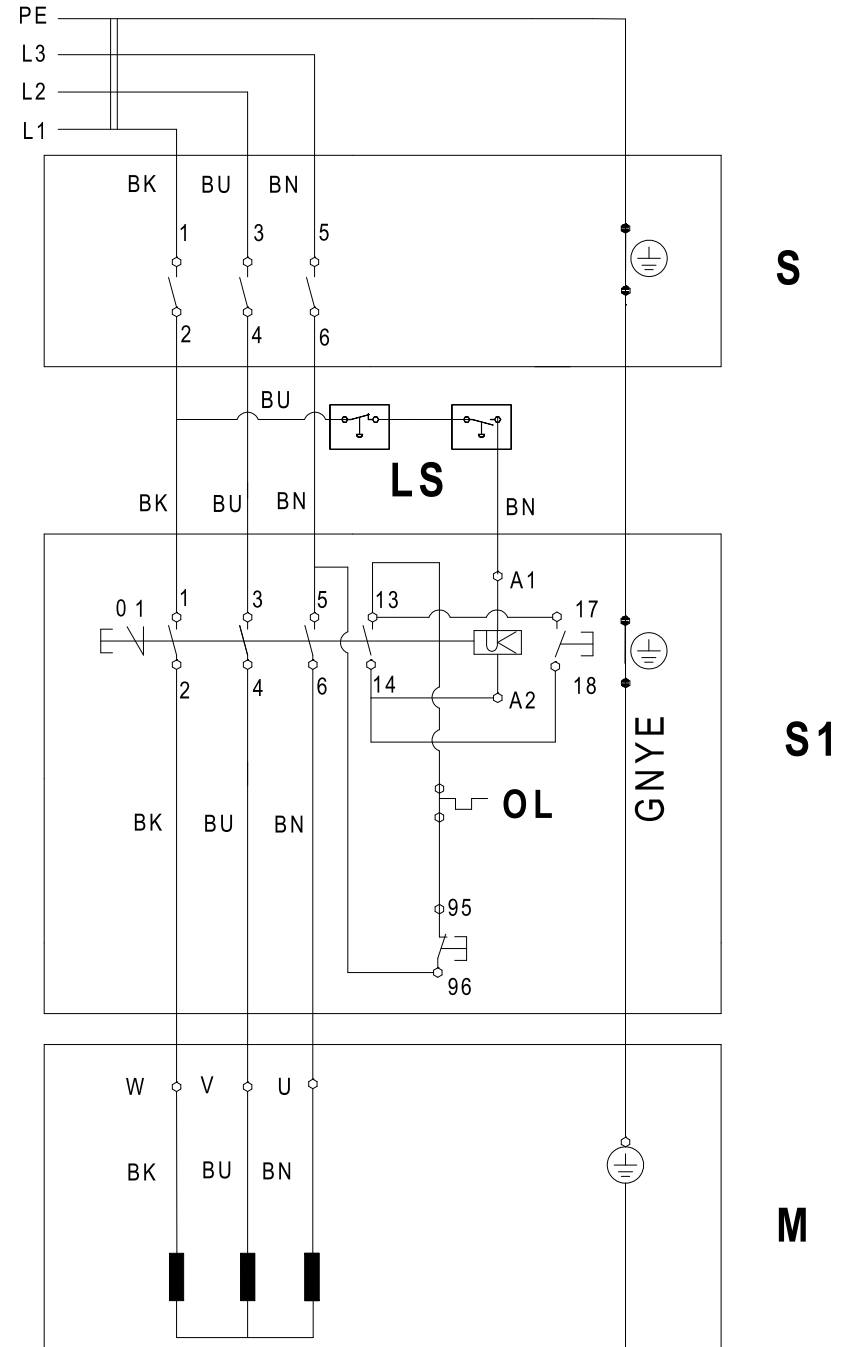 PE
L3
L2
L1
BK BU BN
1 3 5
S
2 4 6
BU
LS
BK BU BN BN
A1
0 1 1 3 5 13 17
2 4 6 14 A2 18
S1
GNYE
OL
BK BU BN
95
96
W V U
BK BU BN
M